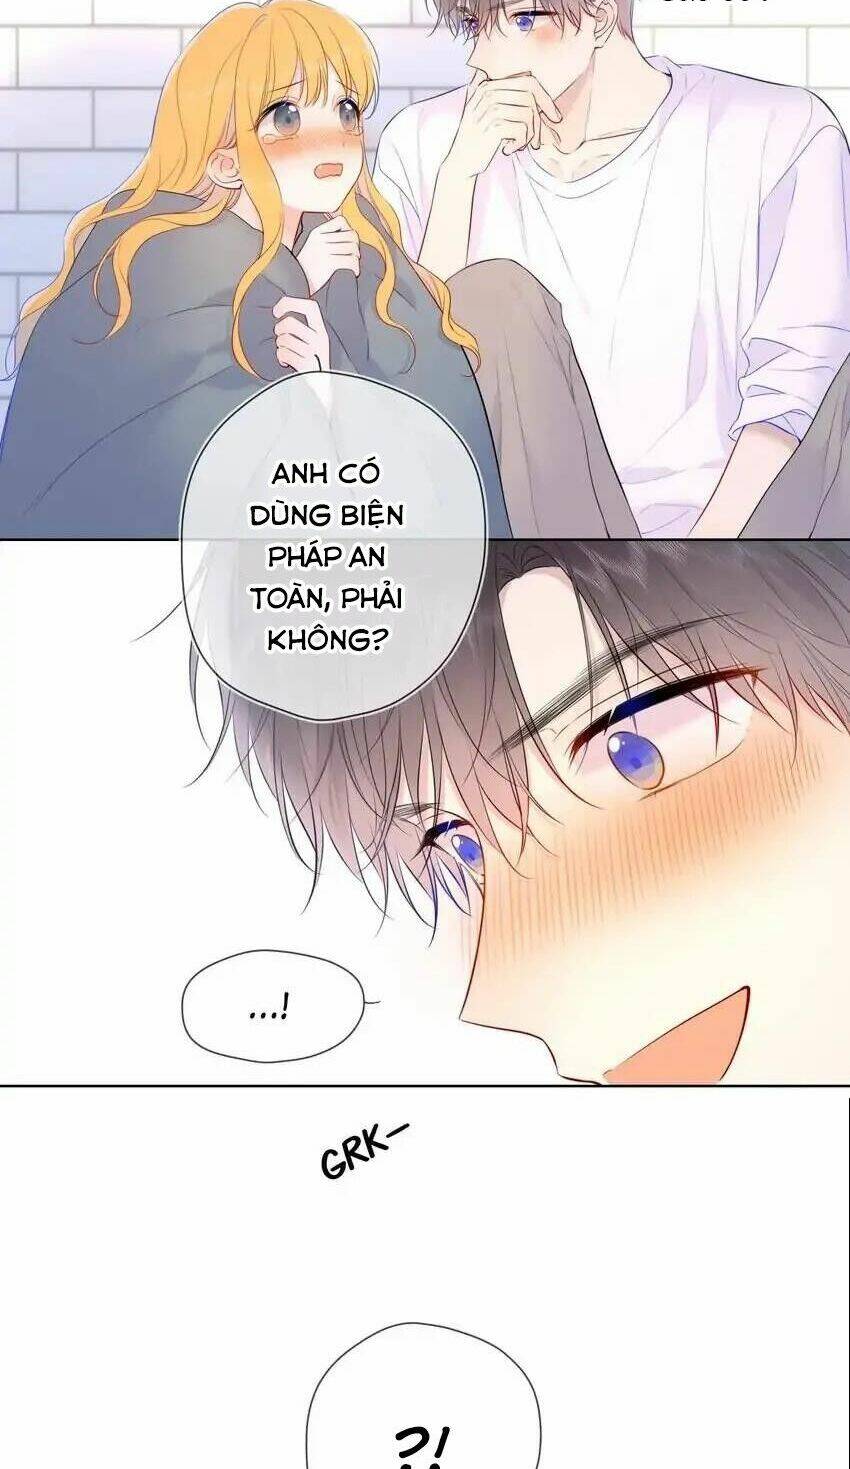 ANH CÓ
DÙNG BIỆN
PHÁP AN
TOÀN, PHẢI
KHÔNG?
...!
GRK-
?!